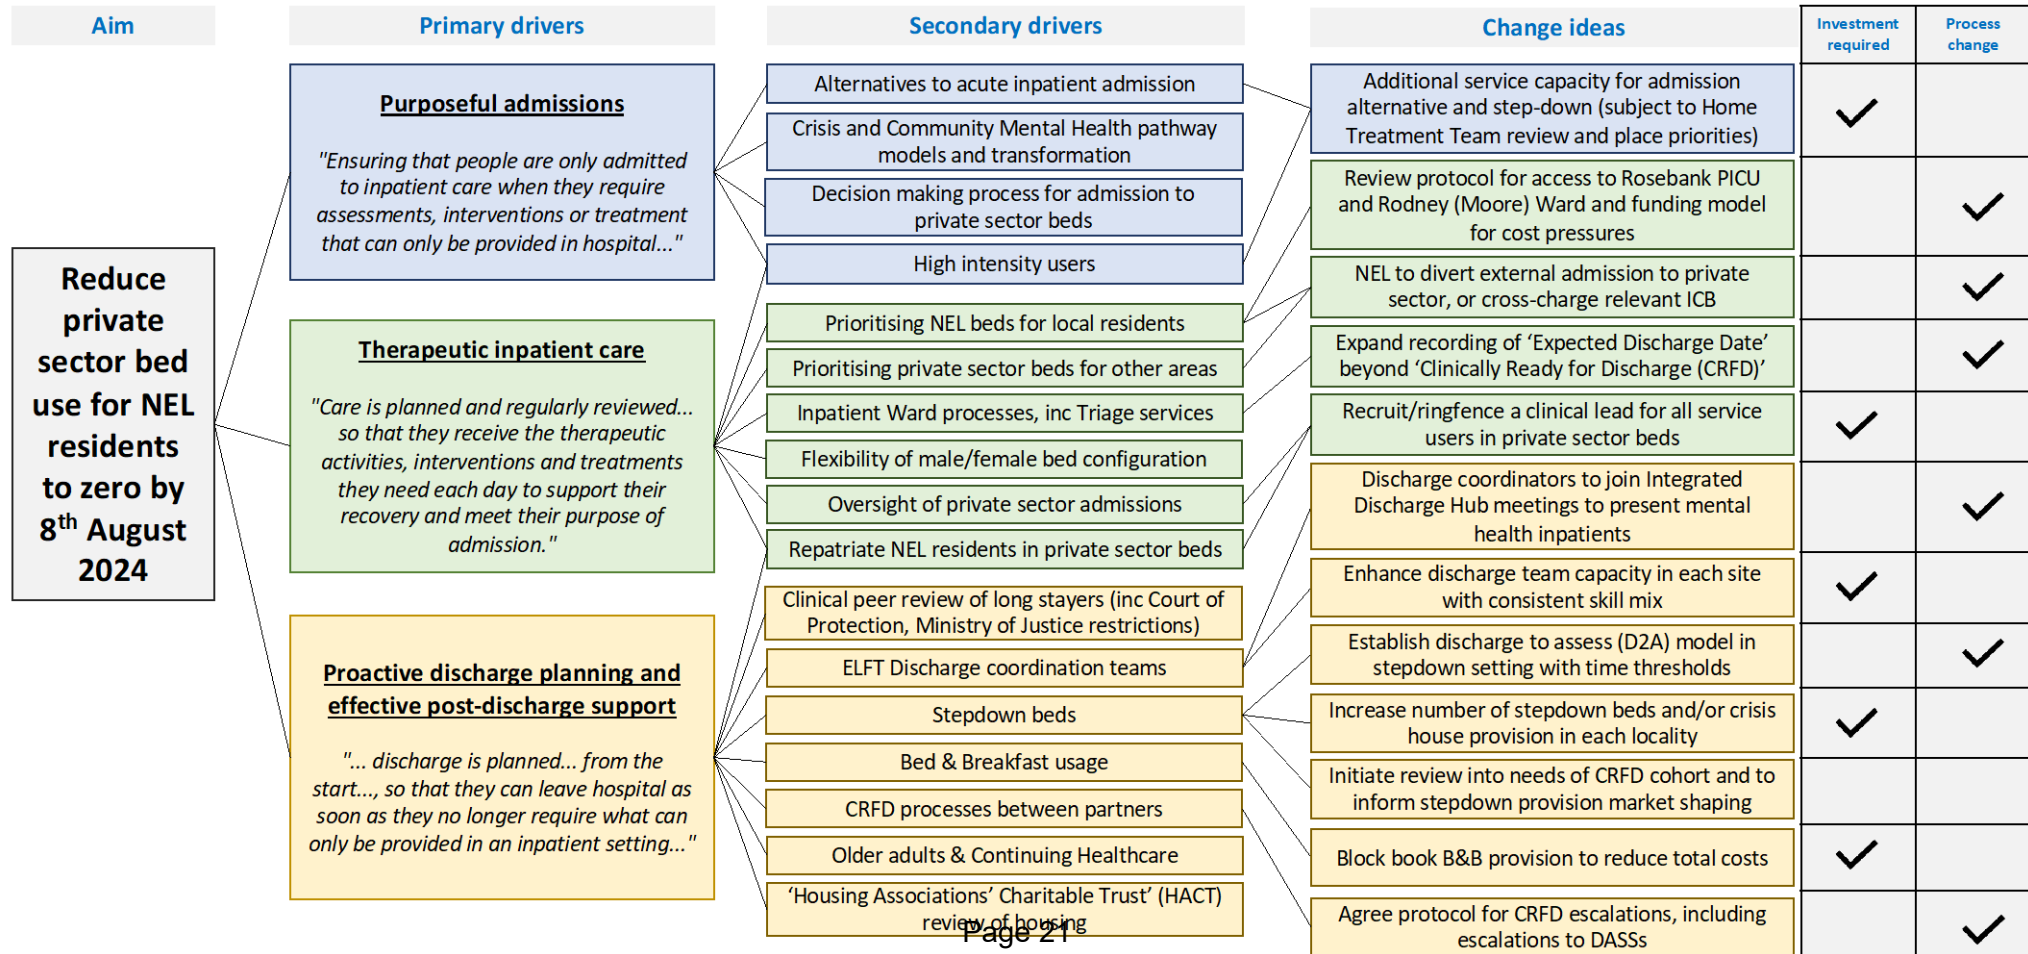 Aim
Primary drivers
Secondary drivers
Change ideas
Investment
required
Process
change
Reduce
private
sector bed
use for NEL
residents
to zero by
8th August
2024
Purposeful admissions
"Ensuring that people are only admitted
to inpatient care when they require
assessments, interventions or treatment
that can only be provided in hospital..."
Therapeutic inpatient care
"Care is planned and regularly reviewed...
so that they receive the therapeutic
activities, interventions and treatments
they need each day to support their
recovery and meet their purpose of
admission."
Proactive discharge planning and
effective post-discharge support
"... discharge is planned... from the
start..., so that they can leave hospital as
soon as they no longer require what can
only be provided in an inpatient setting..."
Alternatives to acute inpatient admission
Crisis and Community Mental Health pathway
models and transformation
Decision making process for admission to
private sector beds
High intensity users
Prioritising NEL beds for local residents
Prioritising private sector beds for other areas
Inpatient Ward processes, inc Triage services
Flexibility of male/female bed configuration
Oversight of private sector admissions
Repatriate NEL residents in private sector beds
Clinical peer review of long stayers (inc Court of
Protection, Ministry of Justice restrictions)
ELFT Discharge coordination teams
Stepdown beds
Bed & Breakfast usage
CRFD processes between partners
Older adults & Continuing Healthcare
‘Housing Associations’ Charitable Trust’ (HACT)
review of housing
Additional service capacity for admission
alternative and step-down (subject to Home
Treatment Team review and place priorities)
Review protocol for access to Rosebank PICU
and Rodney (Moore) Ward and funding model
for cost pressures
NEL to divert external admission to private
sector, or cross-charge relevant ICB
Expand recording of ‘Expected Discharge Date’
beyond ‘Clinically Ready for Discharge (CRFD)’
Recruit/ringfence a clinical lead for all service
users in private sector beds
Discharge coordinators to join Integrated
Discharge Hub meetings to present mental
health inpatients
Enhance discharge team capacity in each site
with consistent skill mix
Establish discharge to assess (D2A) model in
stepdown setting with time thresholds
Increase number of stepdown beds and/or crisis
house provision in each locality
Initiate review into needs of CRFD cohort and to
inform stepdown provision market shaping
Block book B&B provision to reduce total costs
Agree protocol for CRFD escalations, including
escalations to DASSs
Page 21